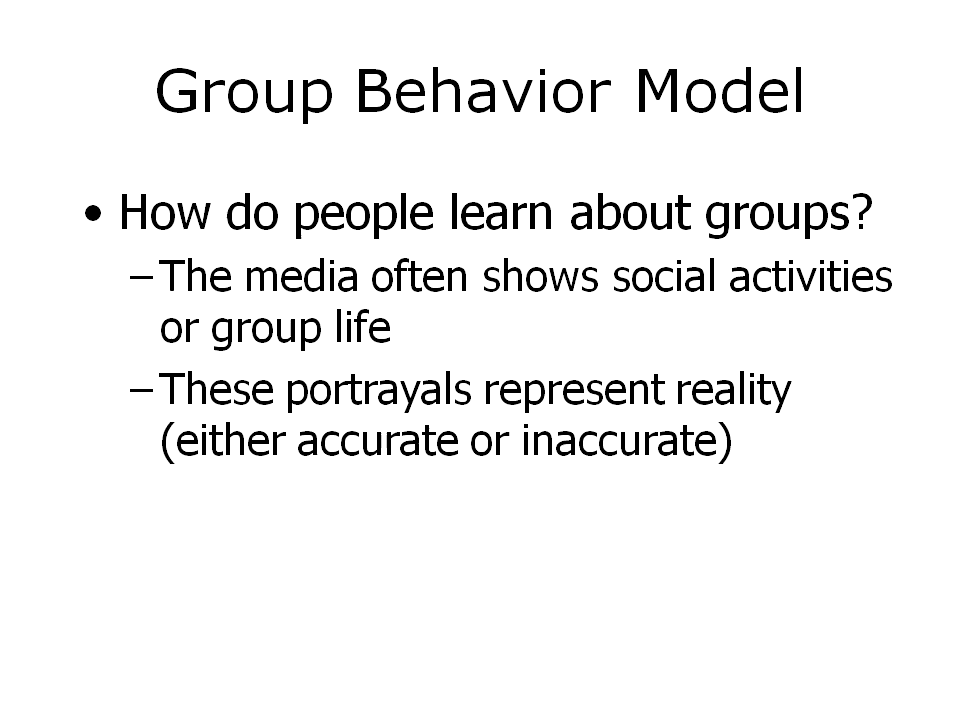 Group Behavior Model
• How do people learn about groups?
– The media often shows social activities
or group life
– These portrayals represent reality
(either accurate or inaccurate)